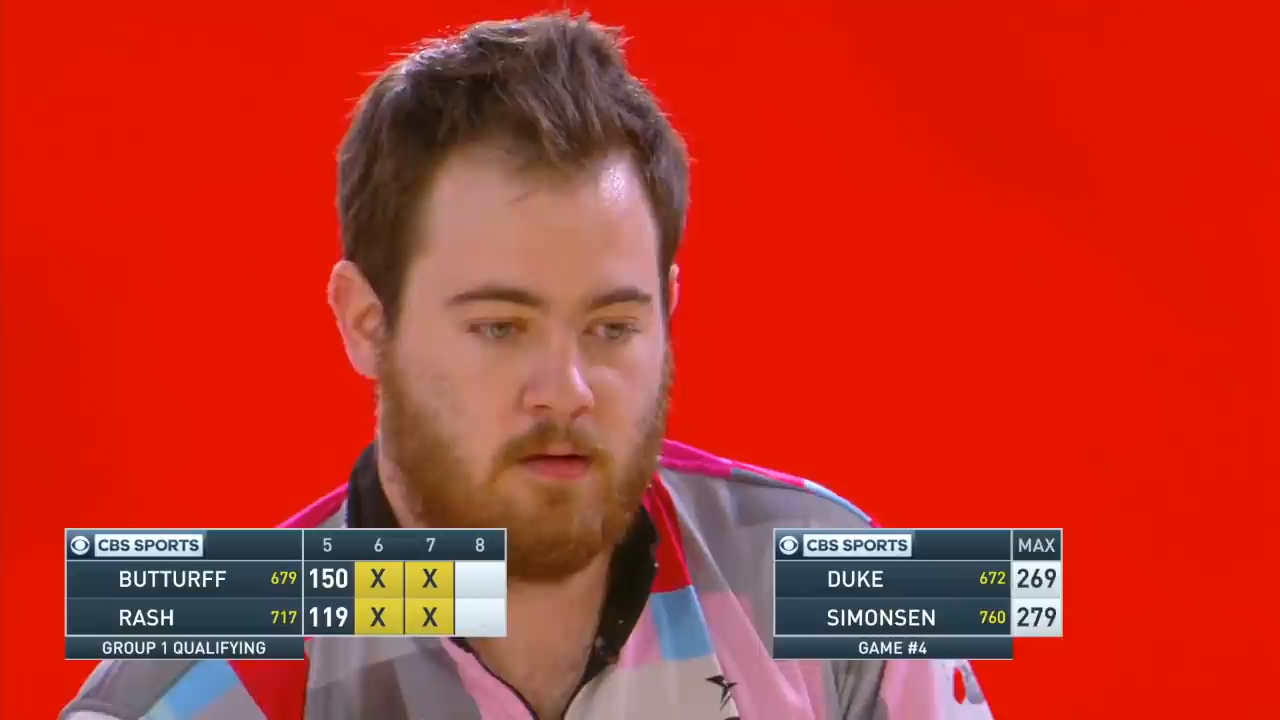 CBS SPORTS 5 6 7 8
BUTTURFF 679 150 X X
RASH 717 119 X X
GROUP 1 QUALIFYING
CBS SPORTS MAX
DUKE 672 269
SIMONSEN 760 279
GAME #4